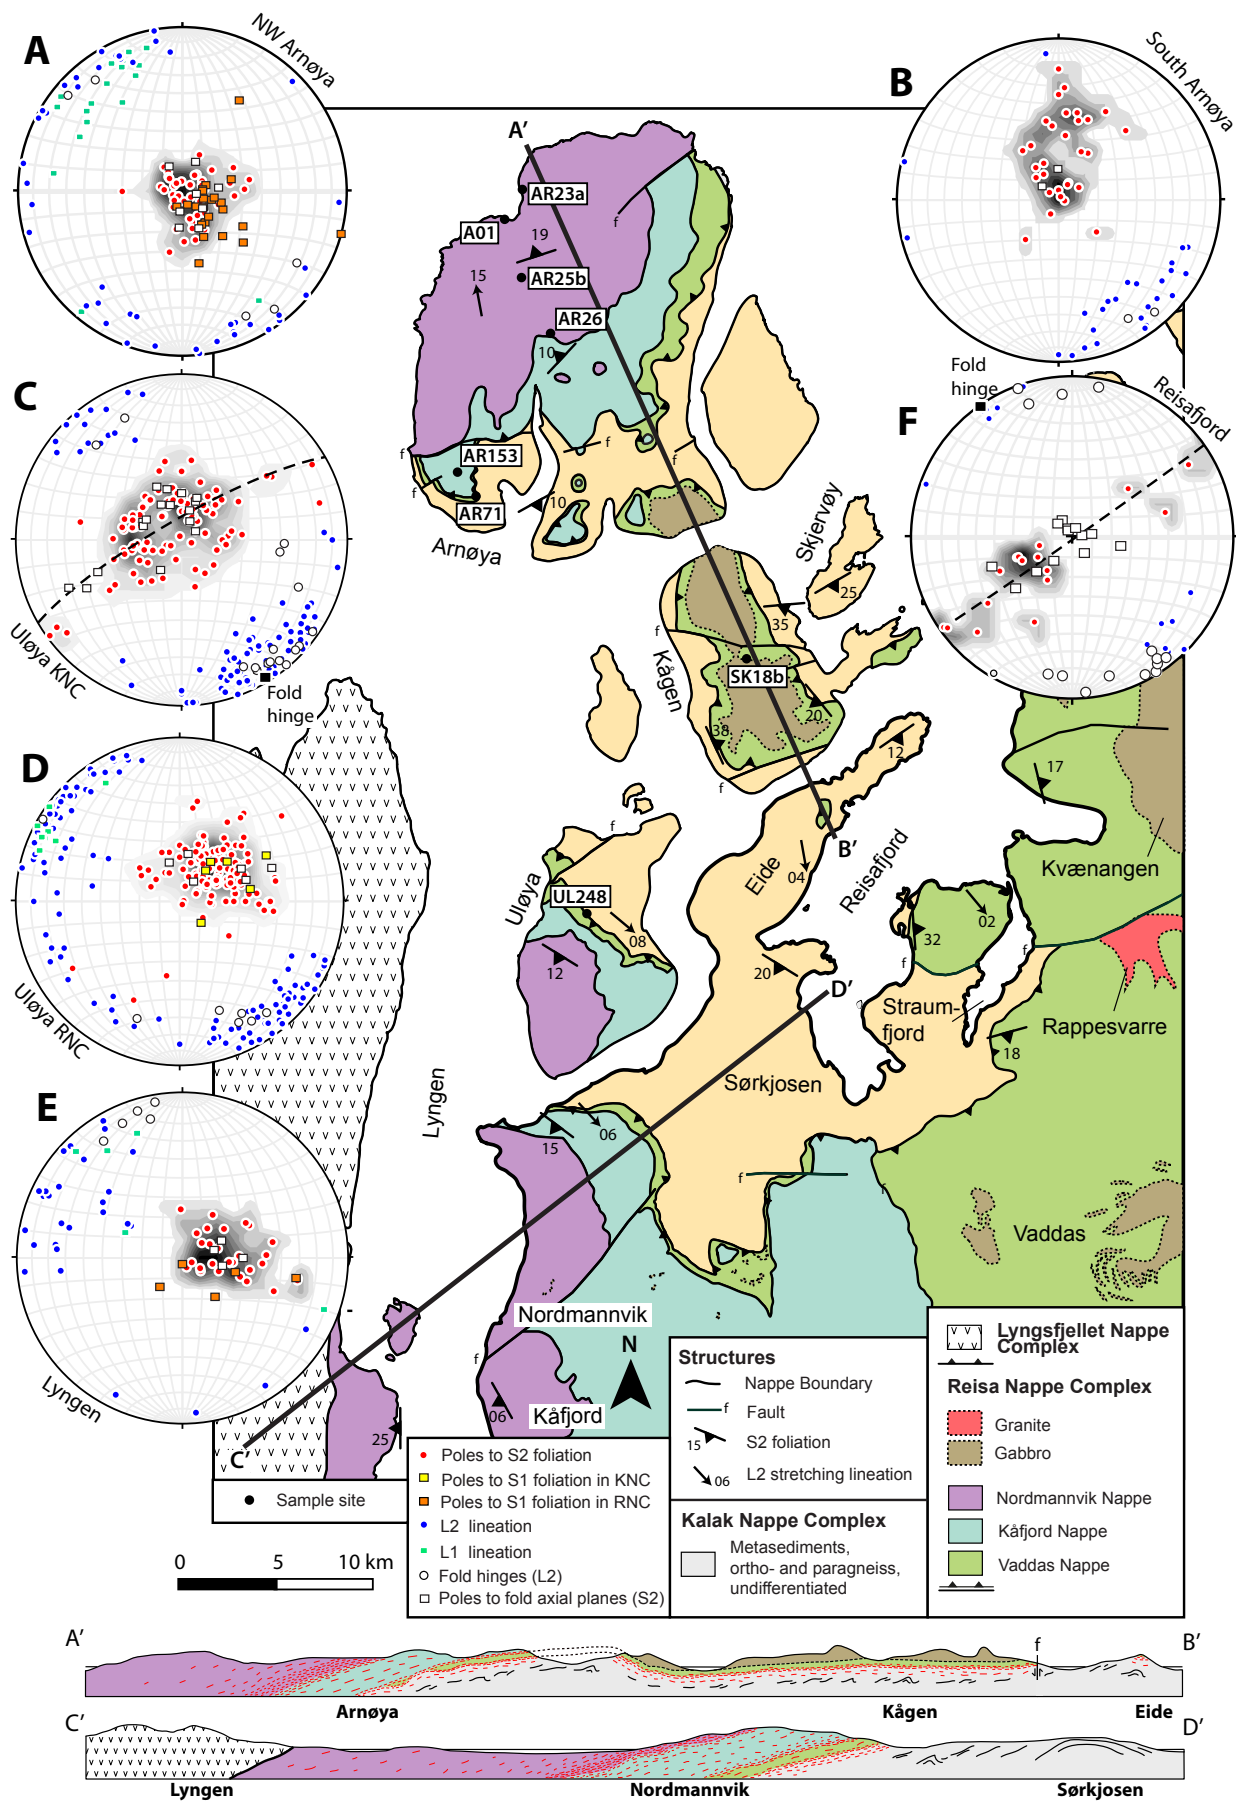 A
NW Arnøya
B
South Arnøya
A'
AR23a
A01
19
f
15
AR25b
AR26
10
C
Fold
hinge
Reisafjord
F
f
AR153
f
f
f
AR71
10
Arnøya
Skjervøy
25
35
f
Kågen
SK18b
Uløya KNC
Fold
hinge
20
38
12
f
17
D
f
B'
Eide
04
Reisafjord
Kvænangen
Uløya
UL248
08
02
32
12
20
f
f
D'
Straum-
fjord
Rappesvarre
18
Uløya RNC
Sørkjosen
Lyngen
E
06
15
f
f
Vaddas
Nordmannvik
N
f
Kåfjord
06
25
Lyngen
C'
Structures
Nappe Boundary
f Fault
15 S2 foliation
06 L2 stretching lineation
Kalak Nappe Complex
Metasediments,
ortho- and paragneiss,
undifferentiated
Lyngsfjellet Nappe
Complex
Reisa Nappe Complex
Granite
Gabbro
Nordmannvik Nappe
Kåfjord Nappe
Vaddas Nappe
Sample site
Poles to S2 foliation
Poles to S1 foliation in KNC
Poles to S1 foliation in RNC
L2 lineation
L1 lineation
Fold hinges (L2)
Poles to fold axial planes (S2)
0 5 10 km
A'
f
B'
Arnøya Kågen Eide
C'
D'
Lyngen Nordmannvik Sørkjosen